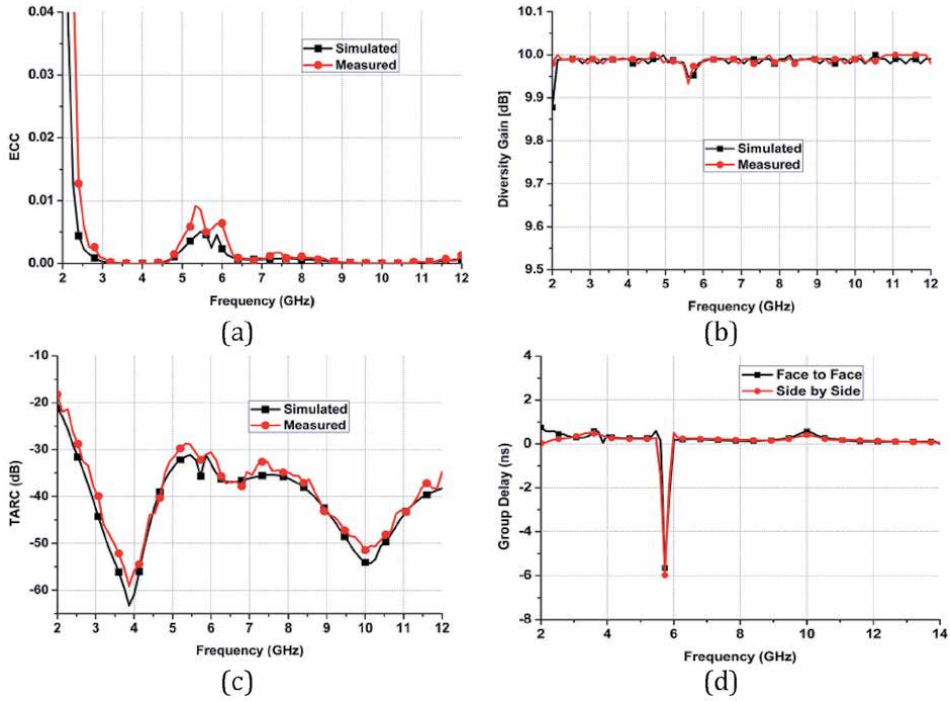 0.04
0.03
0.02
0.01
0.00
ECC
Simulated
Measured
2 3 4 5 6 7 8 9 10 11 12
Frequency (GHz)
(a)
10.1
10.0
9.9
9.8
9.7
9.6
9.5
Diversity Gain [dB]
Simulated
Measured
2 3 4 5 6 7 8 9 10 11 12
Frequency (GHz)
(b)
-10
-20
-30
-40
-50
-60
TARC (dB)
Simulated
Measured
2 3 4 5 6 7 8 9 10 11 12
Frequency (GHz)
(c)
4
2
0
-2
-4
-6
-8
Group Delay (ns)
Face to Face
Side by Side
2 4 6 8 10 12 14
Frequency (GHz)
(d)